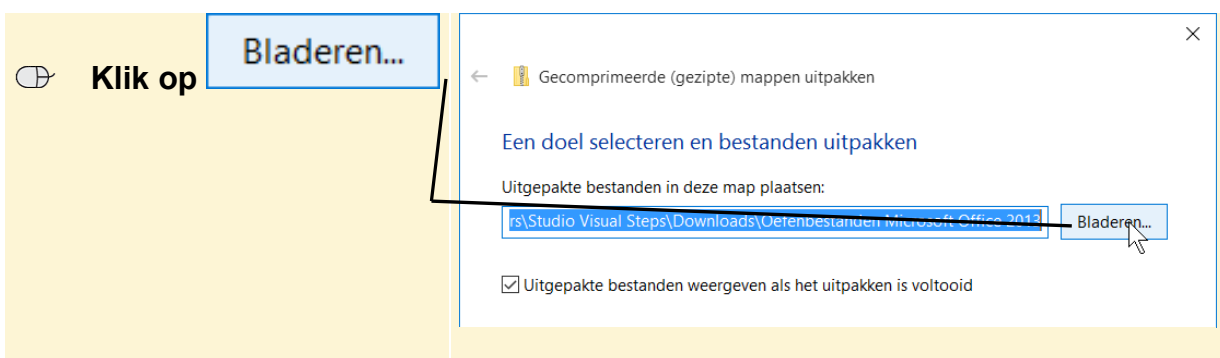 Klik op Bladeren...
Gecomprimeerde (gezipte) mappen uitpakken
Een doel selecteren en bestanden uitpakken
Uitgepakte bestanden in deze map plaatsen:
rs\Studio Visual Steps\Downloads\Oefenbestanden Microsoft Office 2013 Bladeren...
Uitgepakte bestanden weergeven als het uitpakken is voltooid